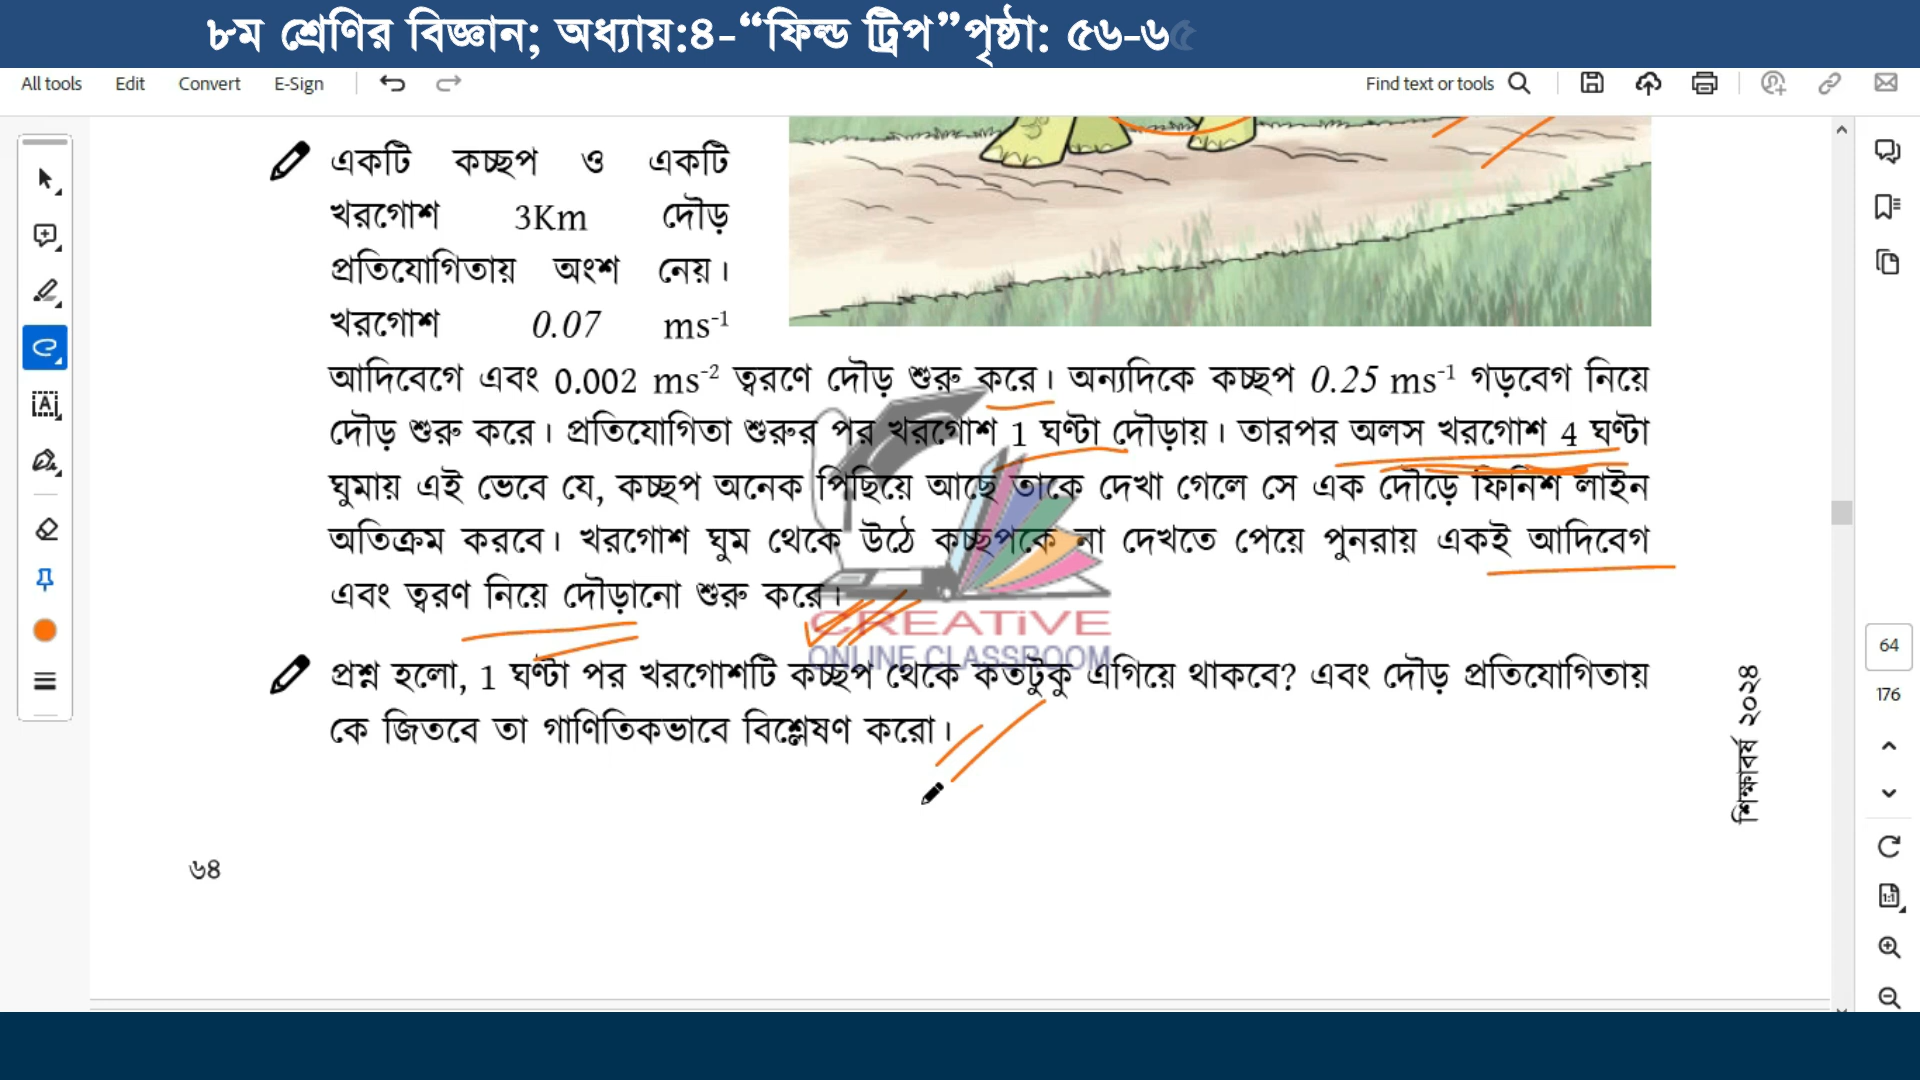 ৮ম শ্রেণির বিজ্ঞান; অধ্যায়:৪-“ফিল্ড ট্রিপ”পৃষ্ঠা: ৫৬-৬৫
All tools Edit Convert E-Sign Find text or tools
একটি কচ্ছপ ও একটি
খরগোশ 3Km দৌড়
প্রতিযোগিতায় অংশ নেয়।
খরগোশ 0.07 ms⁻¹
আদিবেগে এবং 0.002 ms⁻² ত্বরণে দৌড় শুরু করে। অন্যদিকে কচ্ছপ 0.25 ms⁻¹ গড়বেগ নিয়ে
দৌড় শুরু করে। প্রতিযোগিতা শুরুর পর খরগোশ 1 ঘণ্টা দৌড়ায়। তারপর অলস খরগোশ 4 ঘণ্টা
ঘুমায় এই ভেবে যে, কচ্ছপ অনেক পিছিয়ে আছে তাকে দেখা গেলে সে এক দৌড়ে ফিনিশ লাইন
অতিক্রম করবে। খরগোশ ঘুম থেকে উঠে কচ্ছপকে না দেখতে পেয়ে পুনরায় একই আদিবেগ
এবং ত্বরণ নিয়ে দৌড়ানো শুরু করে।
CREATiVE
ONLINE CLASSROOM
প্রশ্ন হলো, 1 ঘণ্টা পর খরগোশটি কচ্ছপ থেকে কতটুকু এগিয়ে থাকবে? এবং দৌড় প্রতিযোগিতায়
কে জিতবে তা গাণিতিকভাবে বিশ্লেষণ করো।
64
176
শিক্ষাবর্ষ ২০২৪
৬৪